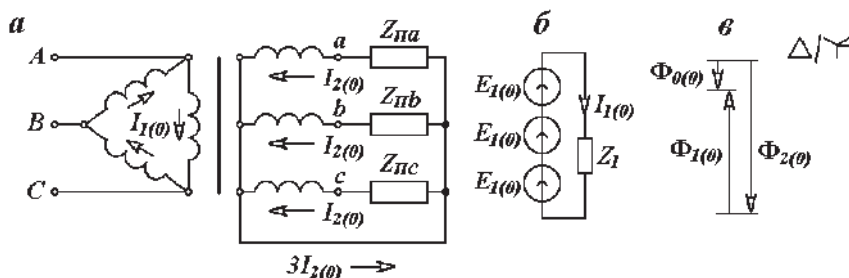 а
A
B
C
I1(0)
a
b
c
Zпa
Zпb
Zпc
I2(0)
I2(0)
I2(0)
3I2(0)
б
E1(0)
E1(0)
E1(0)
I1(0)
Z1
в
Φ0(0)
Φ1(0)
Φ2(0)
Δ/